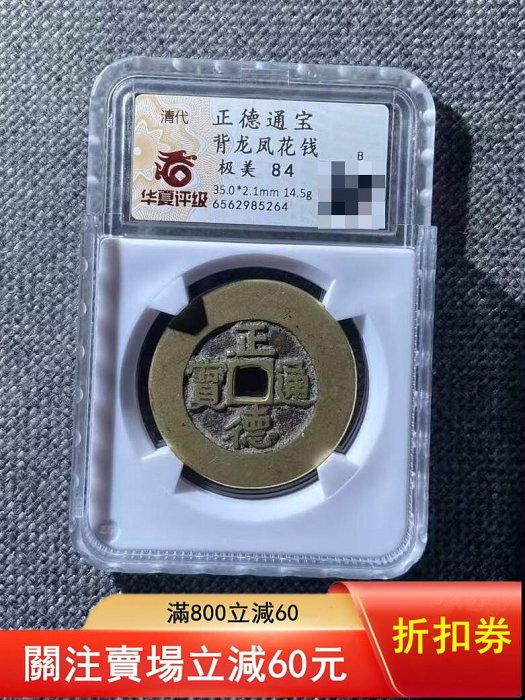 清代
华夏评级
正德通宝
背龙凤花钱
极美 84
B
35.0*2.1mm 14.5g
6562985264
正
寶 通
德
滿800立減60
關注賣場立減60元
折扣券